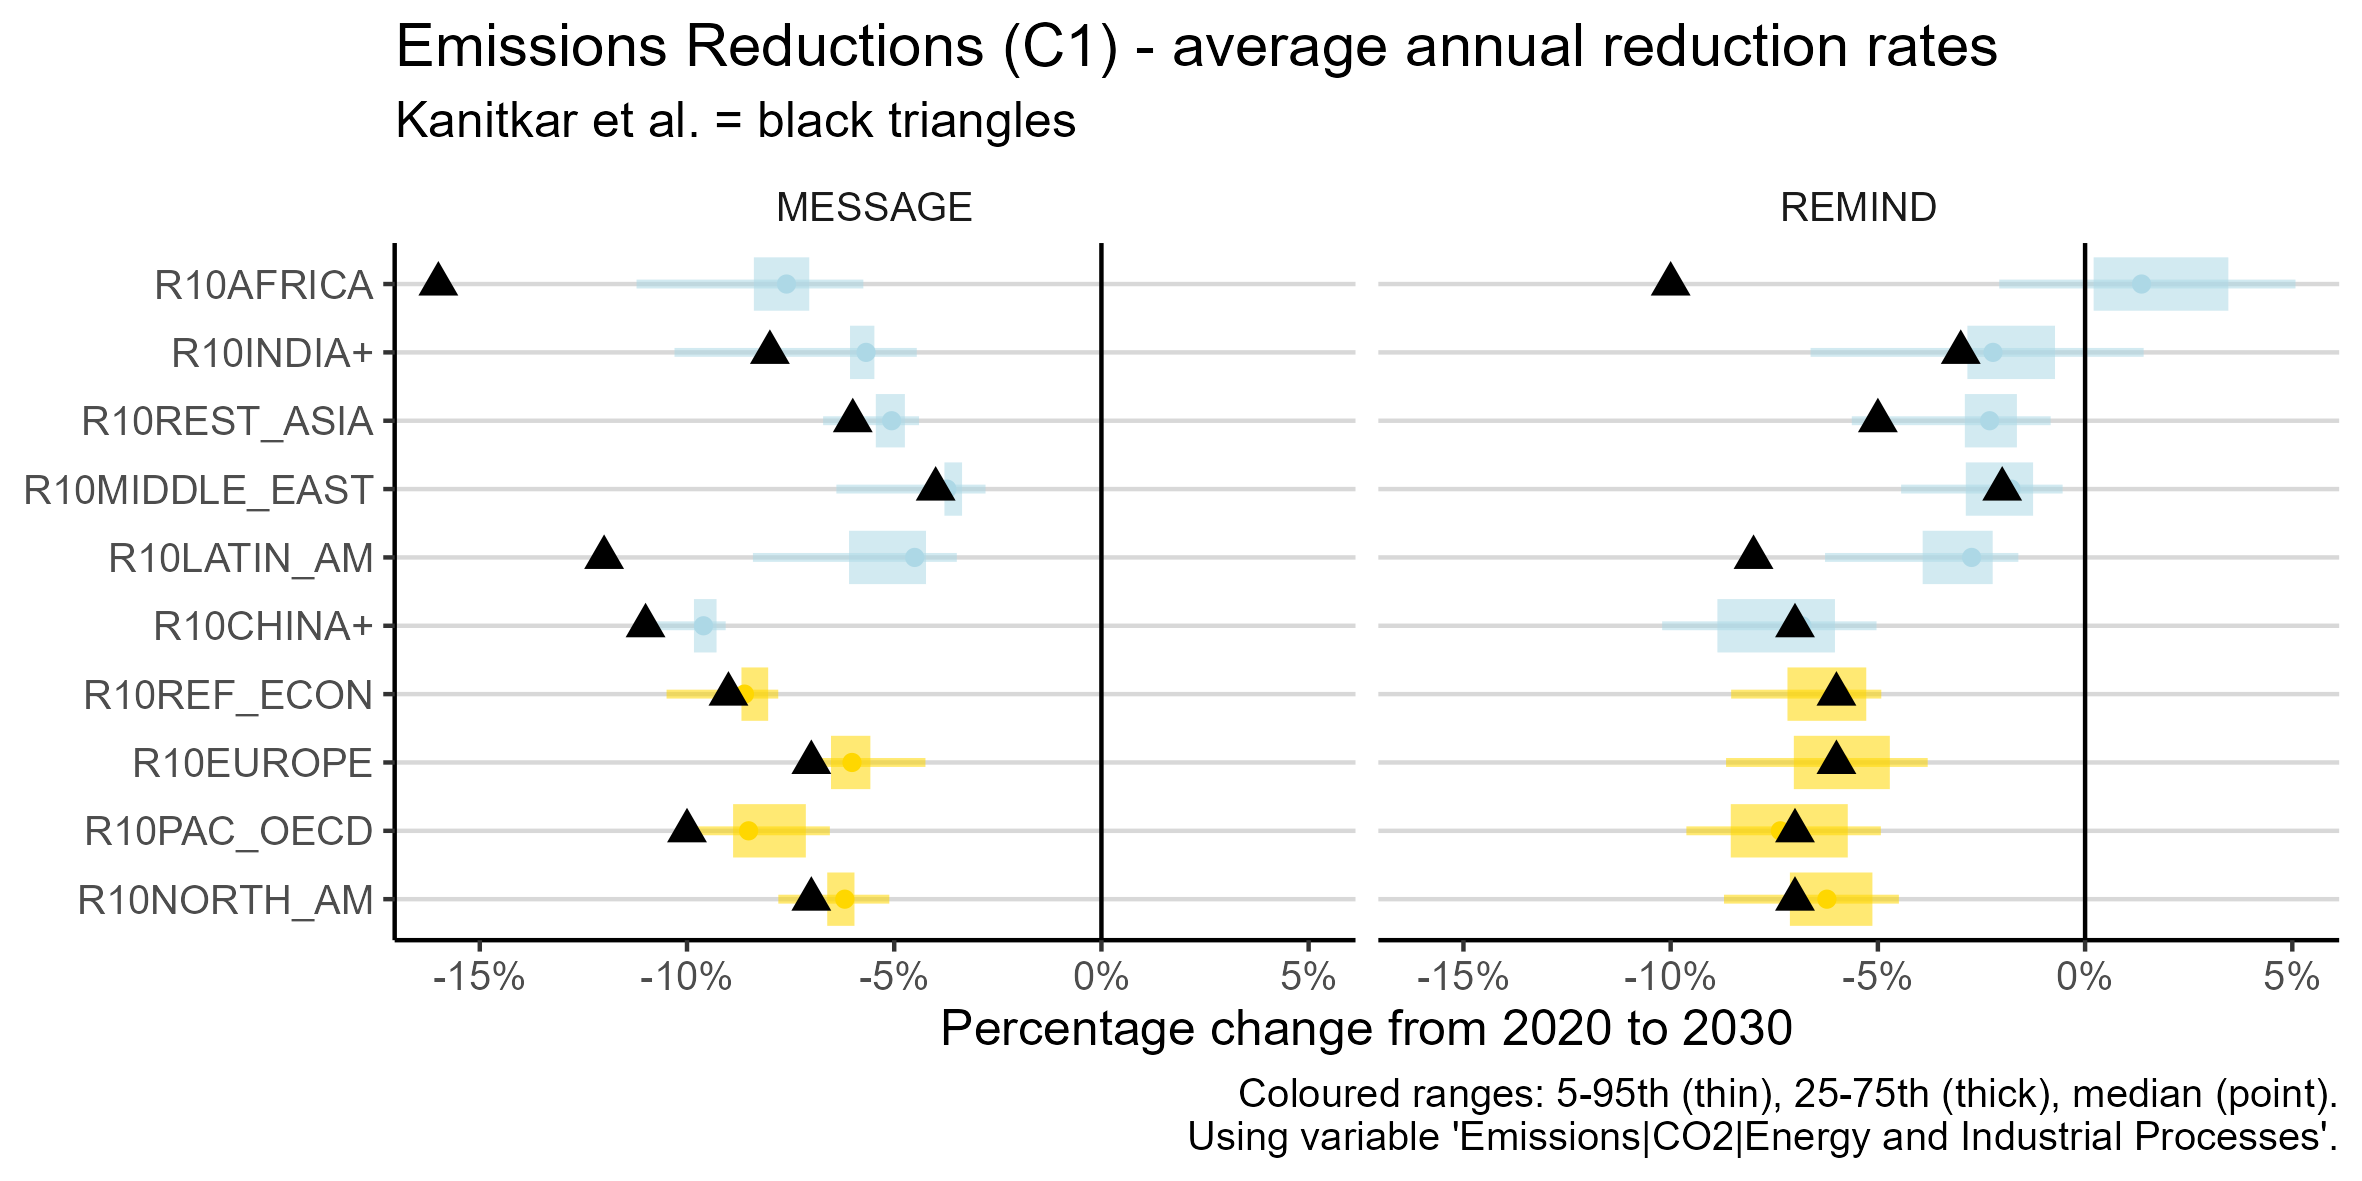 Emissions Reductions (C1) - average annual reduction rates
Kanitkar et al. = black triangles
MESSAGE
REMIND
R10AFRICA
R10INDIA+
R10REST_ASIA
R10MIDDLE_EAST
R10LATIN_AM
R10CHINA+
R10REF_ECON
R10EUROPE
R10PAC_OECD
R10NORTH_AM
-15% -10% -5% 0% 5%
-15% -10% -5% 0% 5%
Percentage change from 2020 to 2030
Coloured ranges: 5-95th (thin), 25-75th (thick), median (point).
Using variable 'Emissions|CO2|Energy and Industrial Processes'.